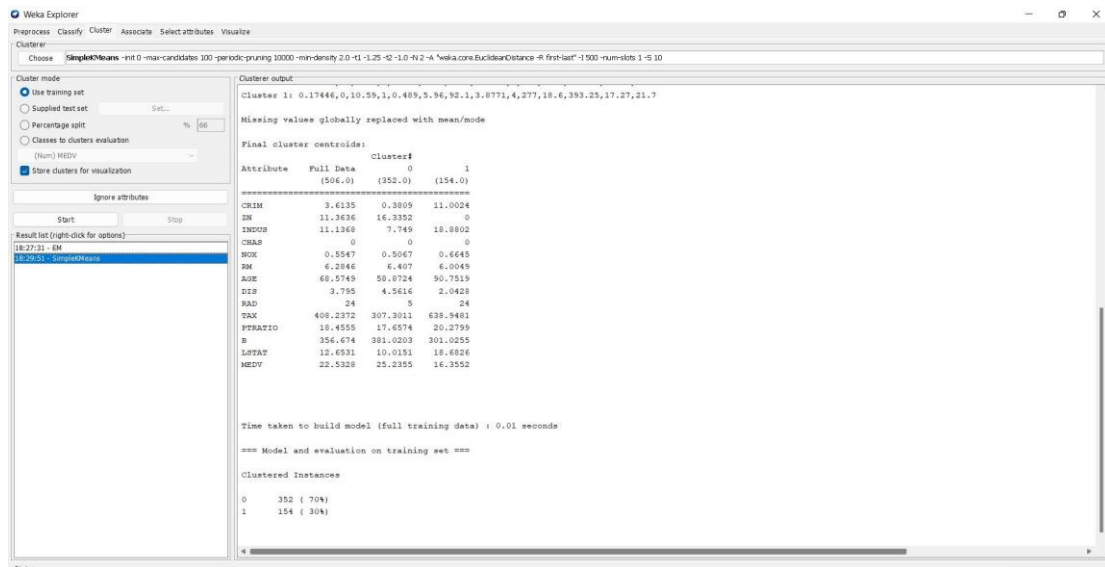 Weka Explorer
Preprocess Classify Cluster Associate Select attributes Visualize
Clusterer
Choose SimpleKMeans -init 0 -max-candidates 100 -periodic-pruning 10000 -min-density 2.0 -t1 -1.25 -t2 -1.0 -N 2 -A "weka.core.EuclideanDistance -R first-last" -I 500 -num-slots 1 -S 10
Cluster mode
Use training set
Supplied test set Set...
Percentage split % 66
Classes to clusters evaluation
(Num) MEDV
Store clusters for visualization
Ignore attributes
Start Stop
Result list (right-click for options)
18:27:31 - EM
18:29:51 - SimpleKMeans
Clusterer output
Cluster 1: 0.17446,0,10.59,1,0.489,5.96,92.1,3.8771,4,277,18.6,393.25,17.27,21.7
Missing values globally replaced with mean/mode
Final cluster centroids:
Cluster#
Attribute Full Data 0 1
(506.0) (352.0) (154.0)
==========================================
CRIM 3.6135 0.3809 11.0024
ZN 11.3636 16.3352 0
INDUS 11.1368 7.749 18.8802
CHAS 0 0 0
NOX 0.5547 0.5067 0.6645
RM 6.2846 6.407 6.0049
AGE 68.5749 58.8724 90.7519
DIS 3.795 4.5616 2.0428
RAD 24 5 24
TAX 408.2372 307.3011 638.9481
PTRATIO 18.4555 17.6574 20.2799
B 356.674 381.0203 301.0255
LSTAT 12.6531 10.0151 18.6826
MEDV 22.5328 25.2355 16.3552
Time taken to build model (full training data) : 0.01 seconds
=== Model and evaluation on training set ===
Clustered Instances
0 352 ( 70%)
1 154 ( 30%)